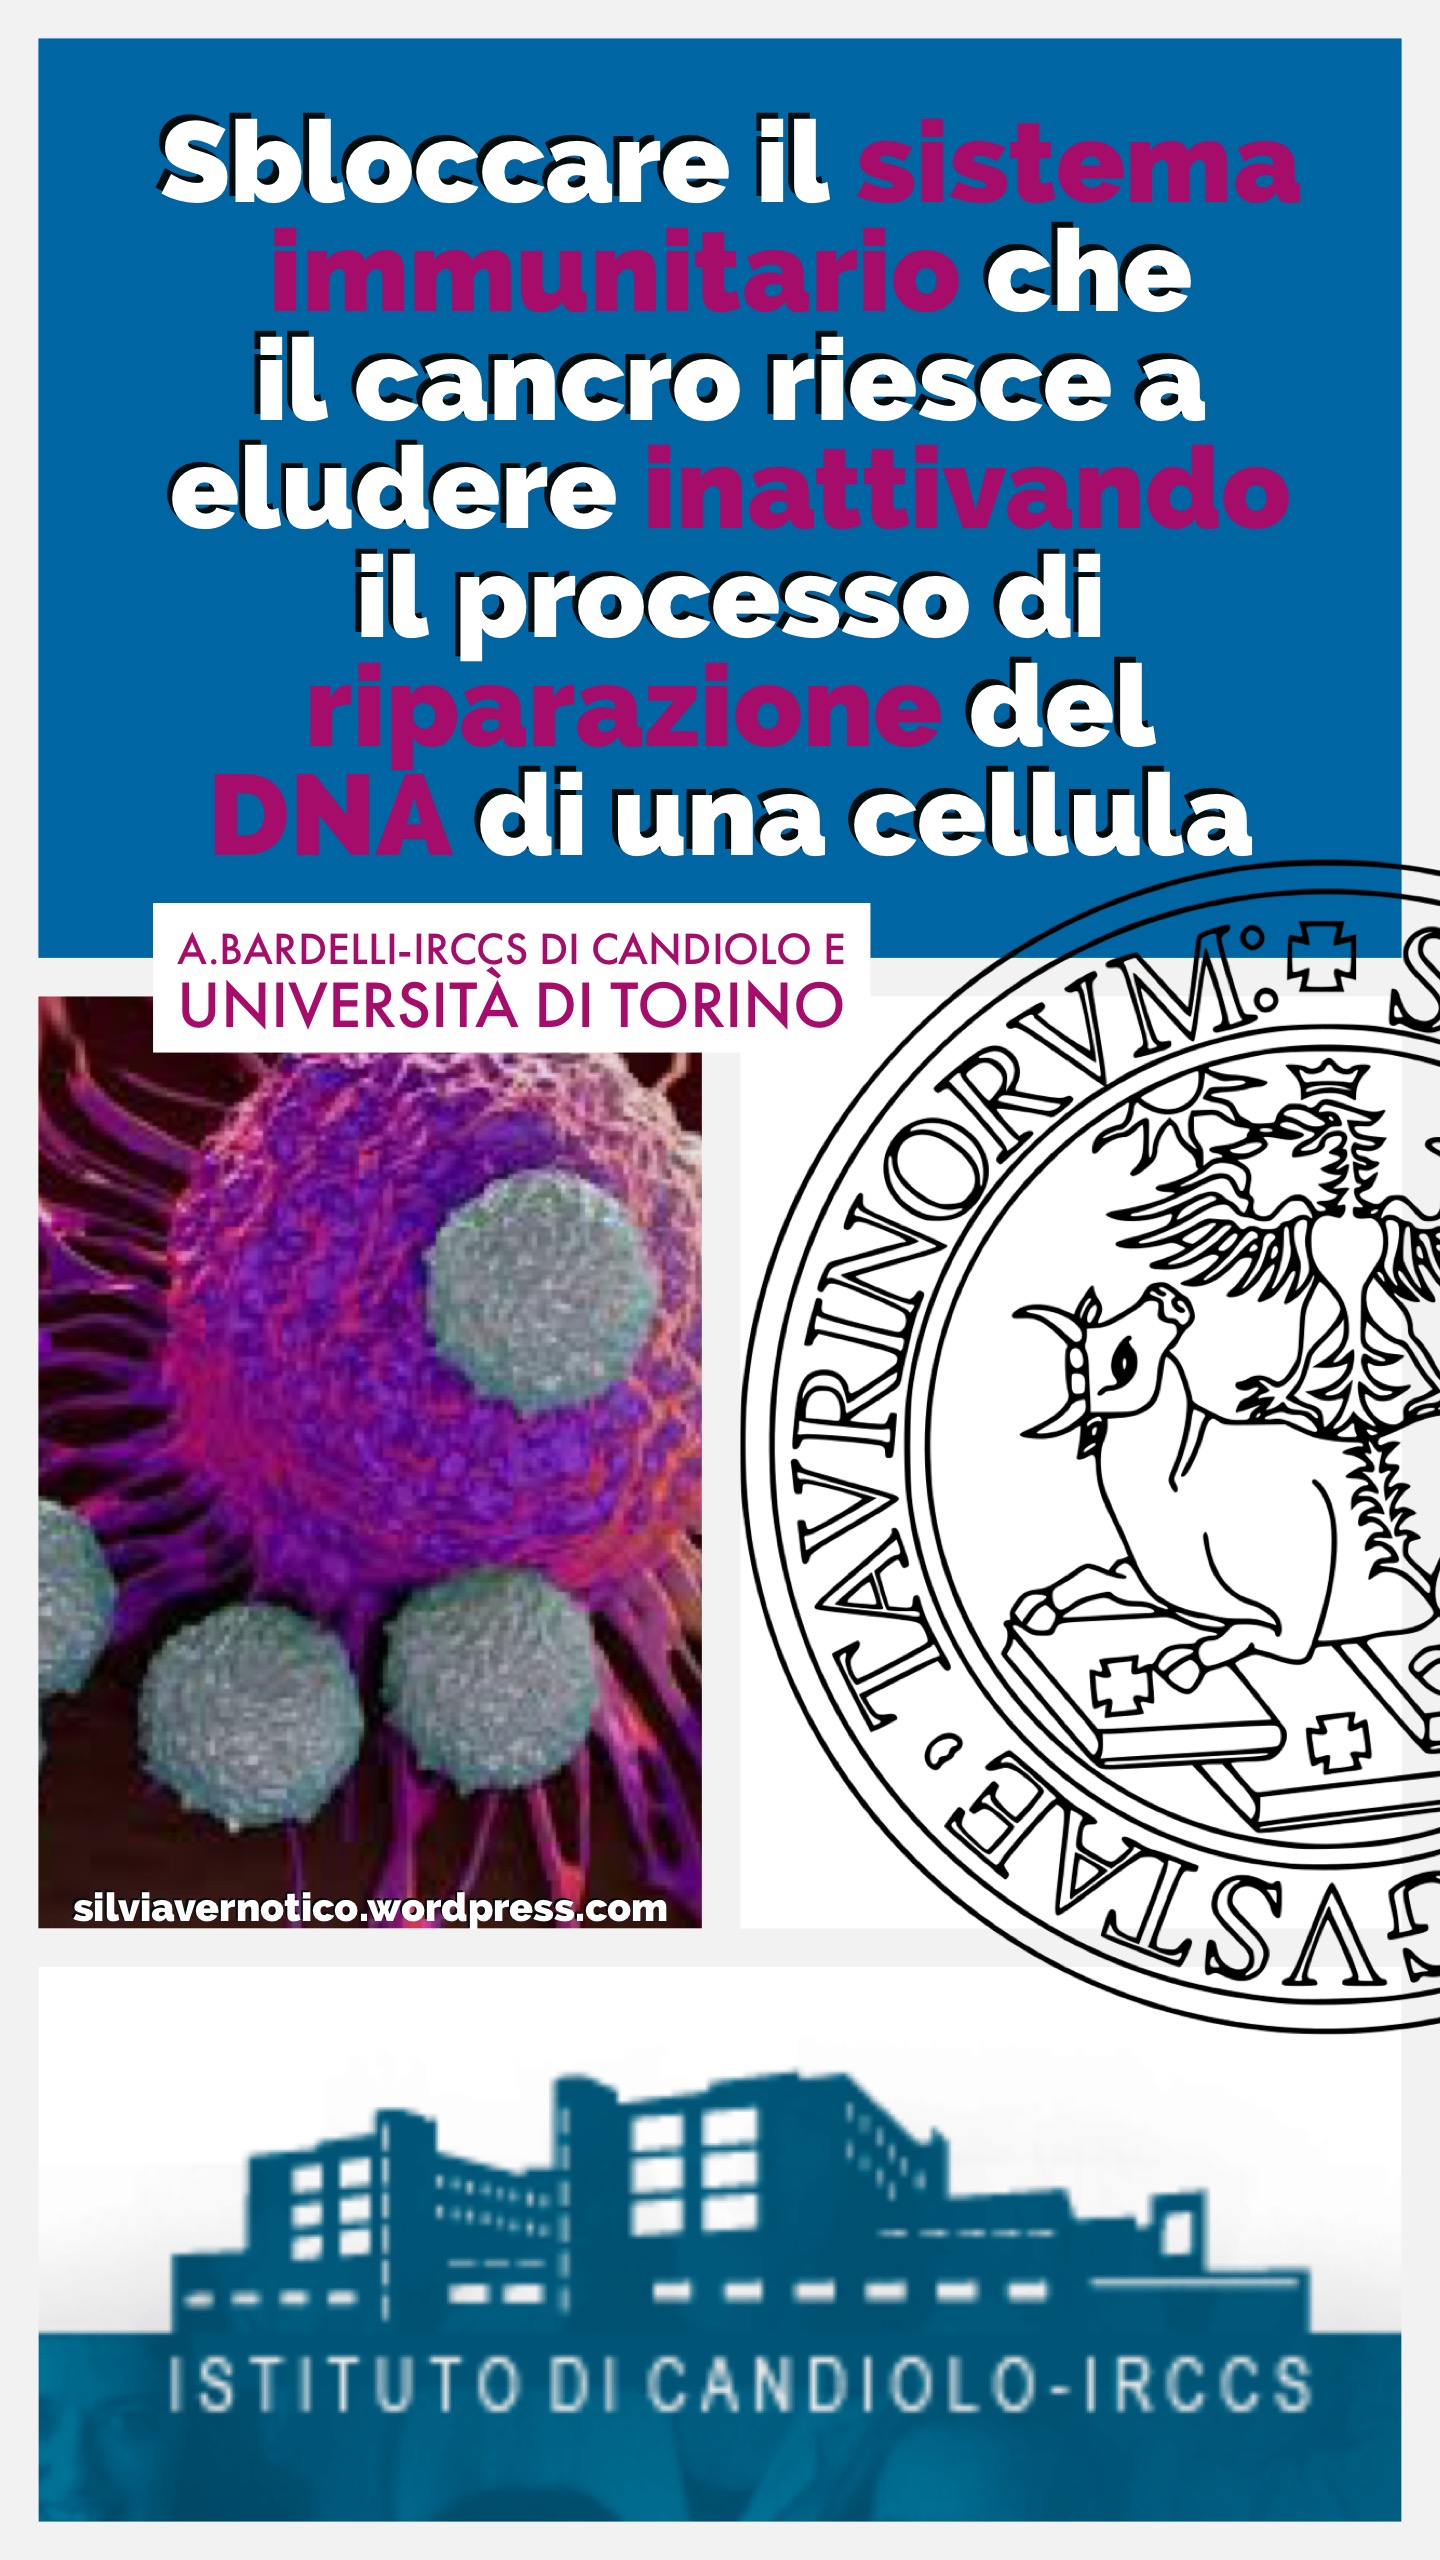 Sbloccare il sistema
immunitario che
il cancro riesce a
eludere inattivando
il processo di
riparazione del
DNA di una cellula
A.BARDELLI-IRCCS DI CANDIOLO E
UNIVERSITÀ DI TORINO
GVSTAE · TAVRINORVM: S
silviavernotico.wordpress.com
ISTITUTO DI CANDIOLO-IRCCS